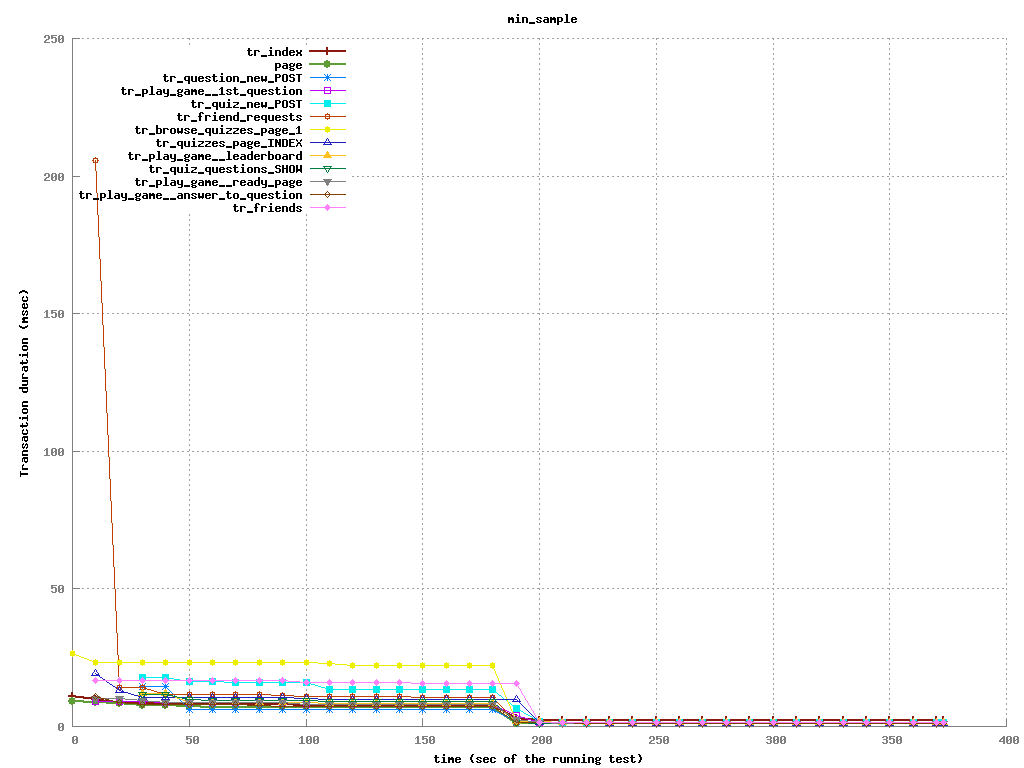 min_sample
250
200
150
100
50
0
Transaction duration (msec)
tr_index
page
tr_question_new_POST
tr_play_game__1st_question
tr_quiz_new_POST
tr_friend_requests
tr_browse_quizzes_page_1
tr_quizzes_page_INDEX
tr_play_game__leaderboard
tr_quiz_questions_SHOW
tr_play_game__ready_page
tr_play_game__answer_to_question
tr_friends
0 50 100 150 200 250 300 350 400
time (sec of the running test)